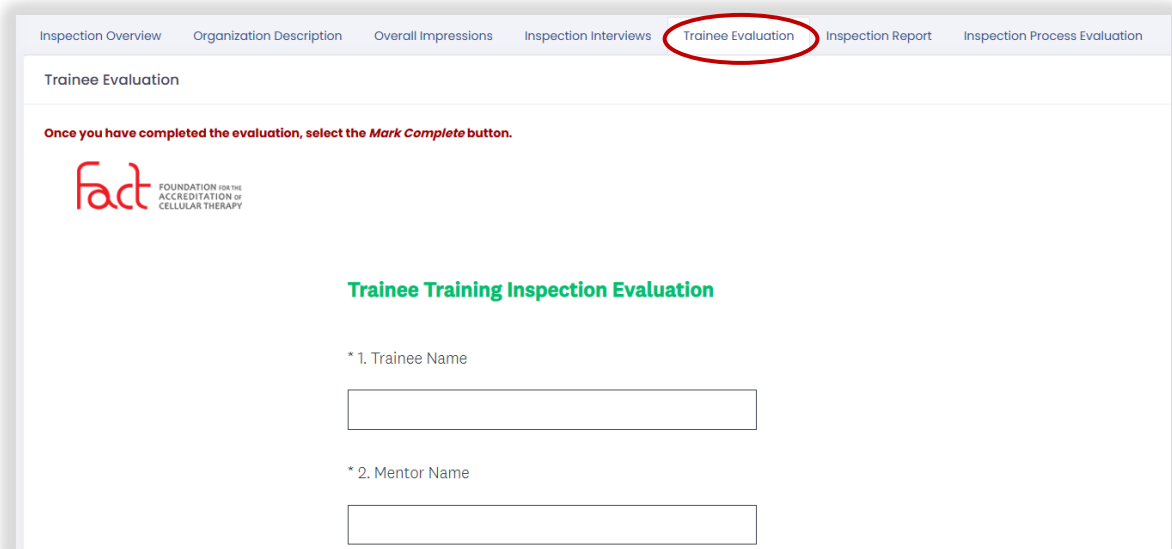 Inspection Overview Organization Description Overall Impressions Inspection Interviews Trainee Evaluation Inspection Report Inspection Process Evaluation
Trainee Evaluation
Once you have completed the evaluation, select the Mark Complete button.
fact FOUNDATION FOR THE
ACCREDITATION OF
CELLULAR THERAPY
Trainee Training Inspection Evaluation
* 1. Trainee Name
* 2. Mentor Name